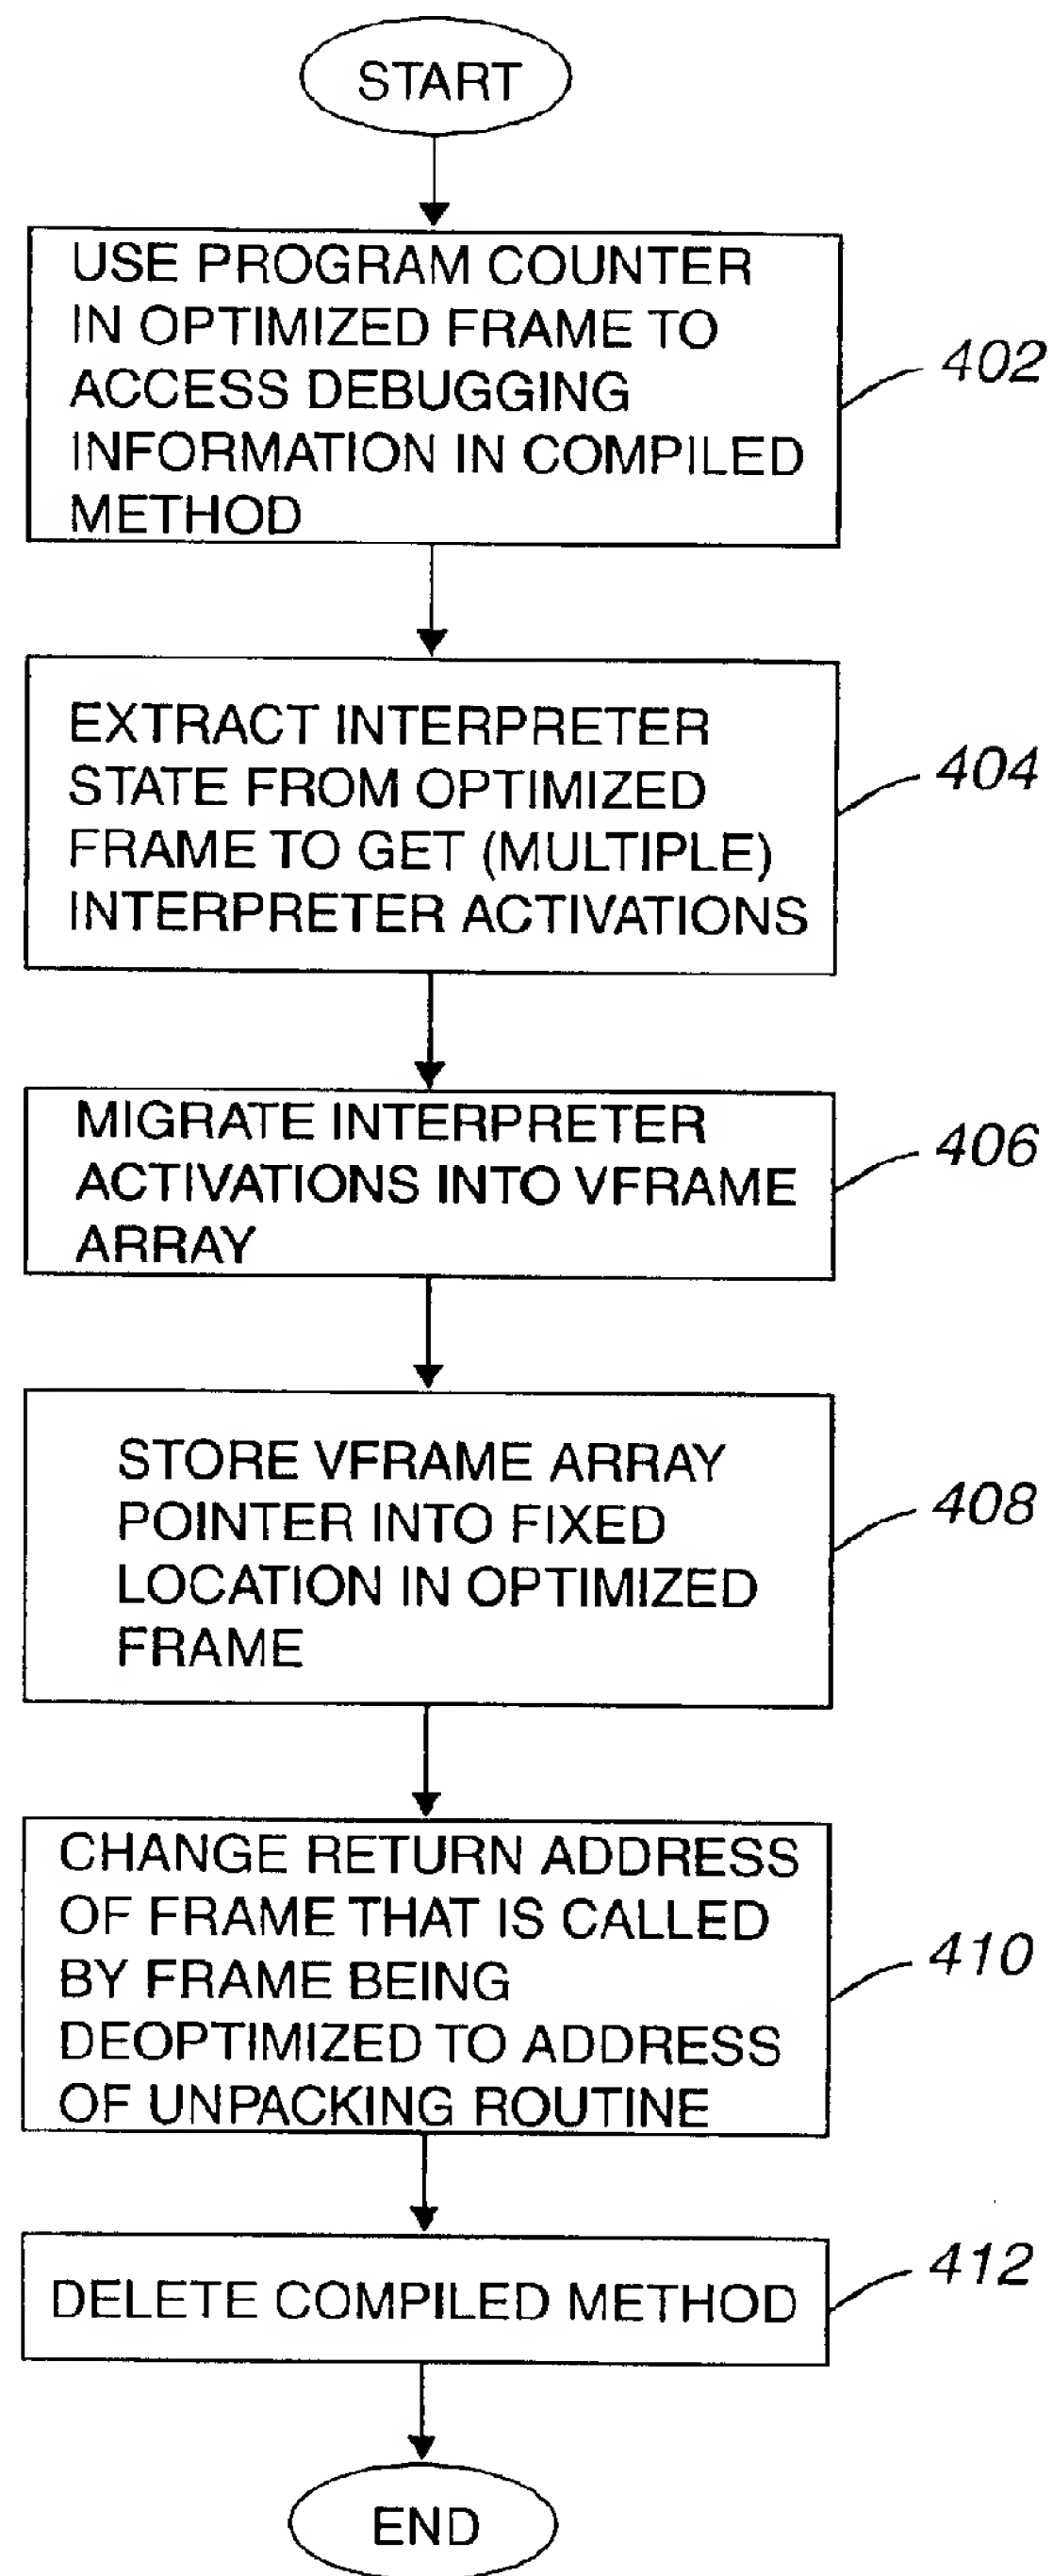 START
USE PROGRAM COUNTER
IN OPTIMIZED FRAME TO
ACCESS DEBUGGING
INFORMATION IN COMPILED
METHOD
402
EXTRACT INTERPRETER
STATE FROM OPTIMIZED
FRAME TO GET (MULTIPLE)
INTERPRETER ACTIVATIONS
404
MIGRATE INTERPRETER
ACTIVATIONS INTO VFRAME
ARRAY
406
STORE VFRAME ARRAY
POINTER INTO FIXED
LOCATION IN OPTIMIZED
FRAME
408
CHANGE RETURN ADDRESS
OF FRAME THAT IS CALLED
BY FRAME BEING
DEOPTIMIZED TO ADDRESS
OF UNPACKING ROUTINE
410
DELETE COMPILED METHOD
412
END